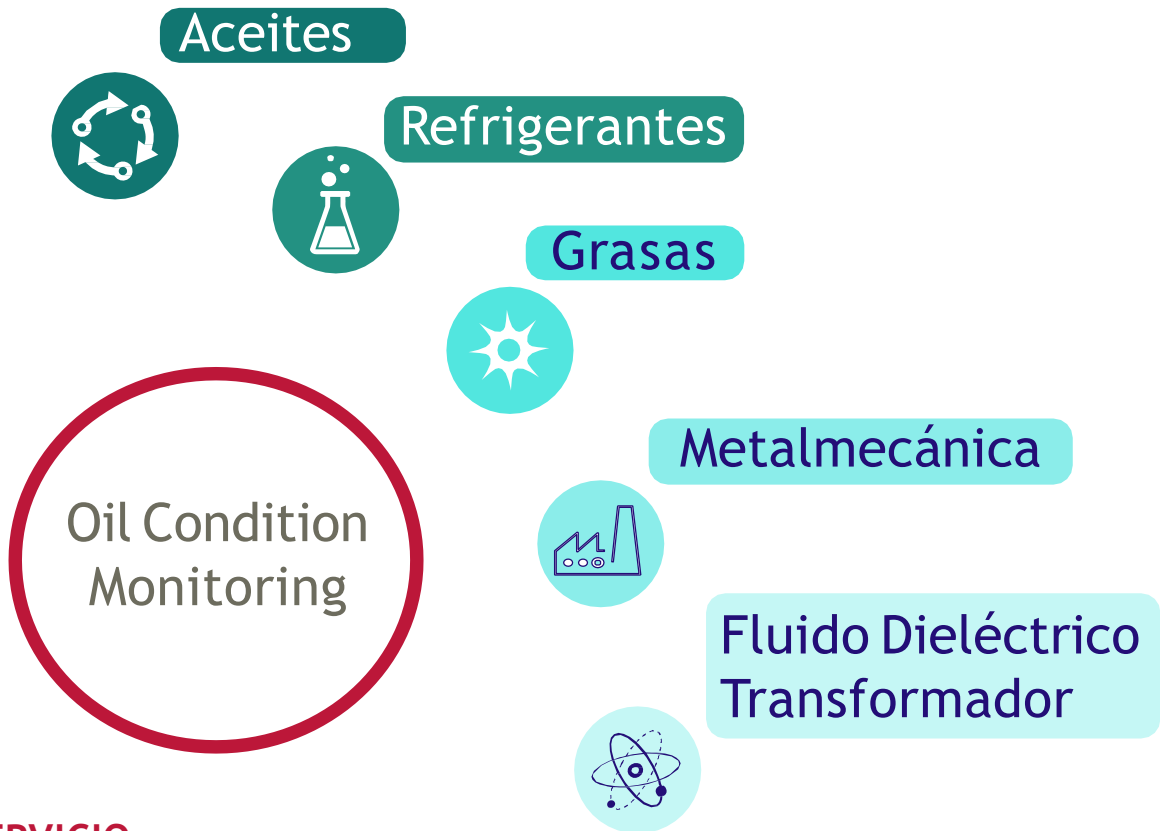 Aceites
Refrigerantes
Grasas
Metalmecánica
Oil Condition
Monitoring
Fluido Dieléctrico
Transformador